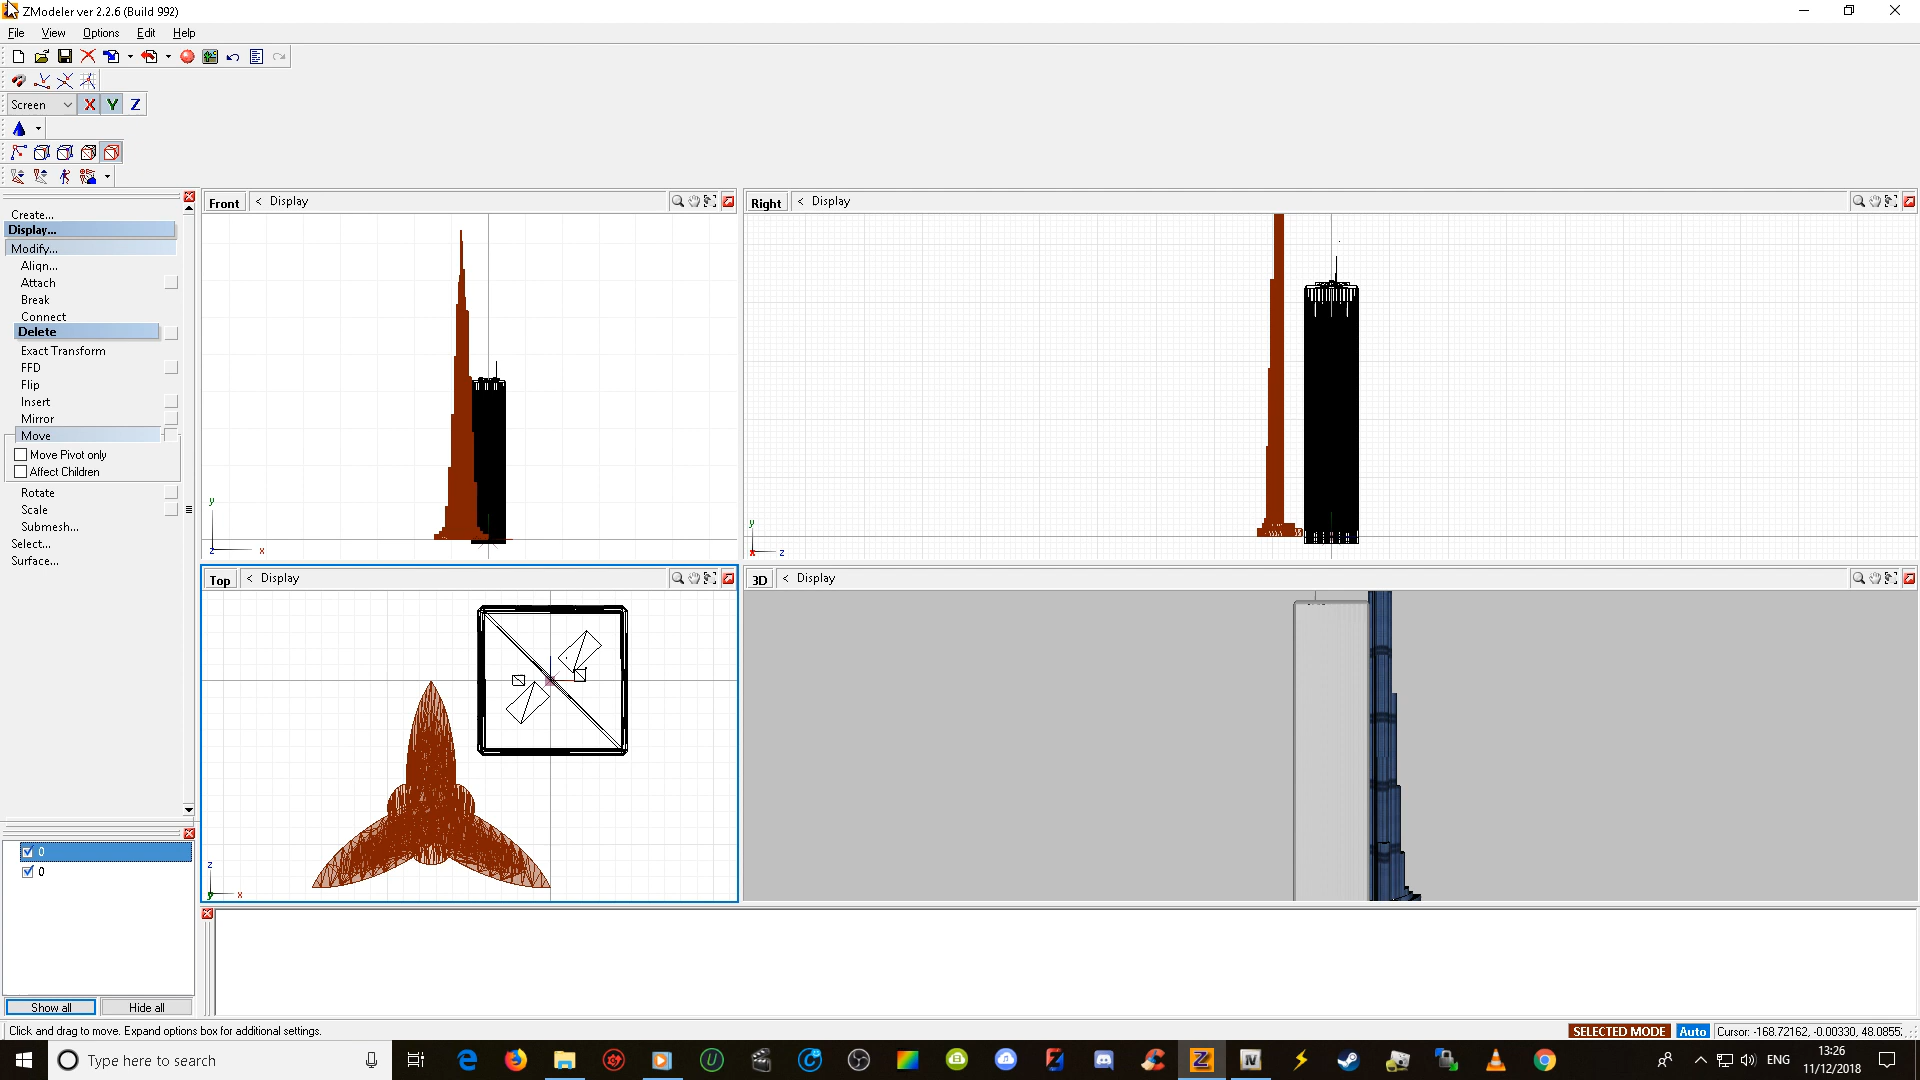 ZModeler ver 2.2.6 (Build 992)
File View Options Edit Help
Screen X Y Z
Create...
Display...
Modify...
Align...
Attach
Break
Connect
Delete
Exact Transform
FFD
Flip
Insert
Mirror
Move
Move Pivot only
Affect Children
Rotate
Scale
Submesh...
Select...
Surface...
Front < Display
y
z x
Right < Display
y
x z
Top < Display
z
y x
3D < Display
0
0
Show all Hide all
Click and drag to move. Expand options box for additional settings.
SELECTED MODE Auto Cursor: -168.72162, -0.00330, 48.0855
Type here to search
ENG
13:26
11/12/2018